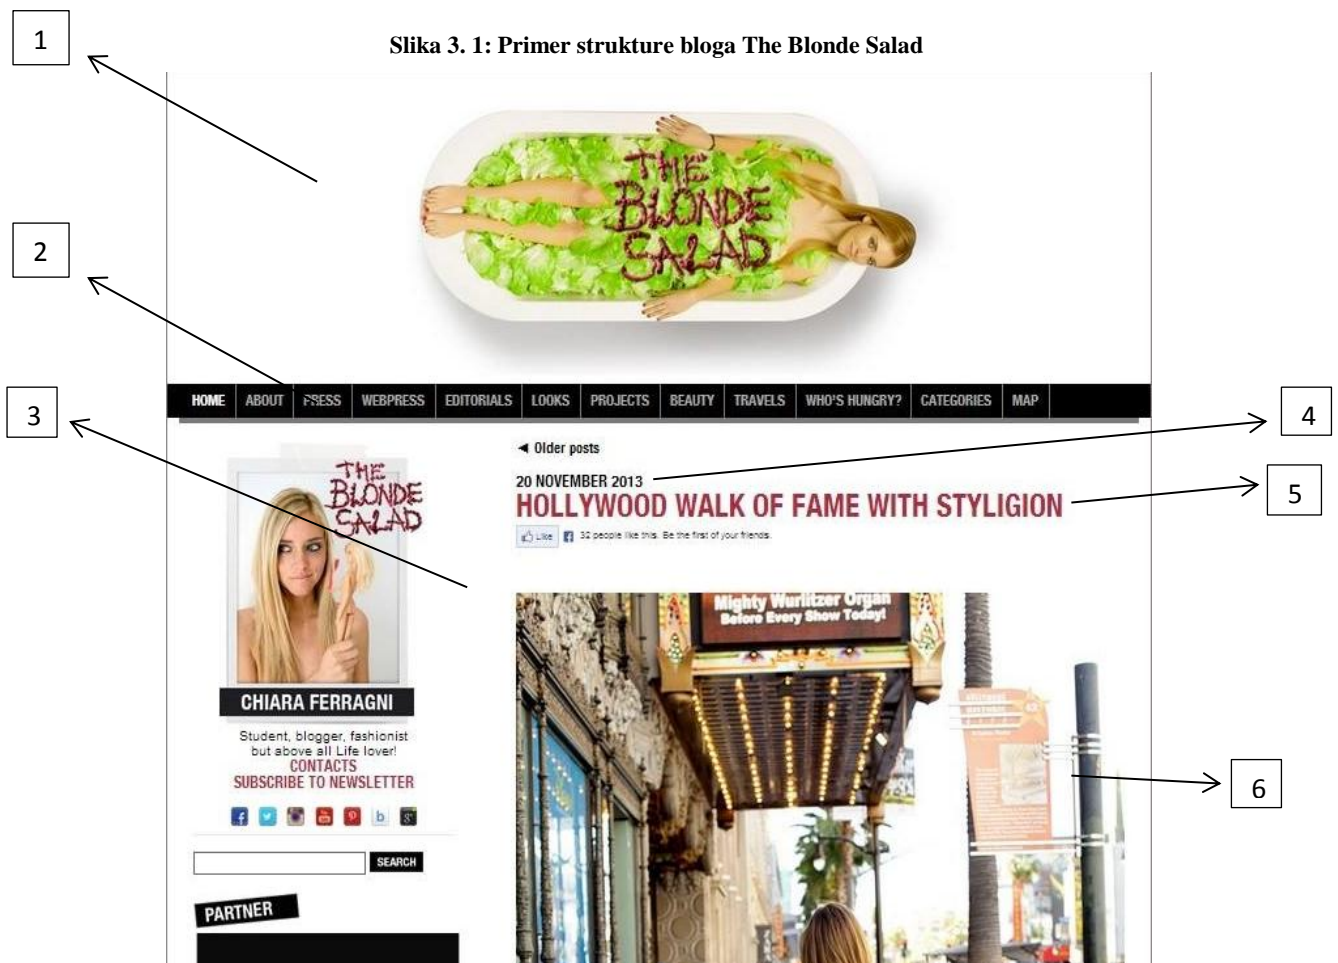 1
Slika 3. 1: Primer strukture bloga The Blonde Salad
THE
BLONDE
SALAD
2
3
HOME ABOUT PRESS WEBPRESS EDITORIALS LOOKS PROJECTS BEAUTY TRAVELS WHO'S HUNGRY? CATEGORIES MAP
4
◄ Older posts
20 NOVEMBER 2013
HOLLYWOOD WALK OF FAME WITH STYLIGION
5
Like 32 people like this. Be the first of your friends.
THE
BLONDE
SALAD
CHIARA FERRAGNI
Student, blogger, fashionist
but above all Life lover!
CONTACTS
SUBSCRIBE TO NEWSLETTER
SEARCH
PARTNER
Mighty Wurlitzer Organ
Before Every Show Today!
6